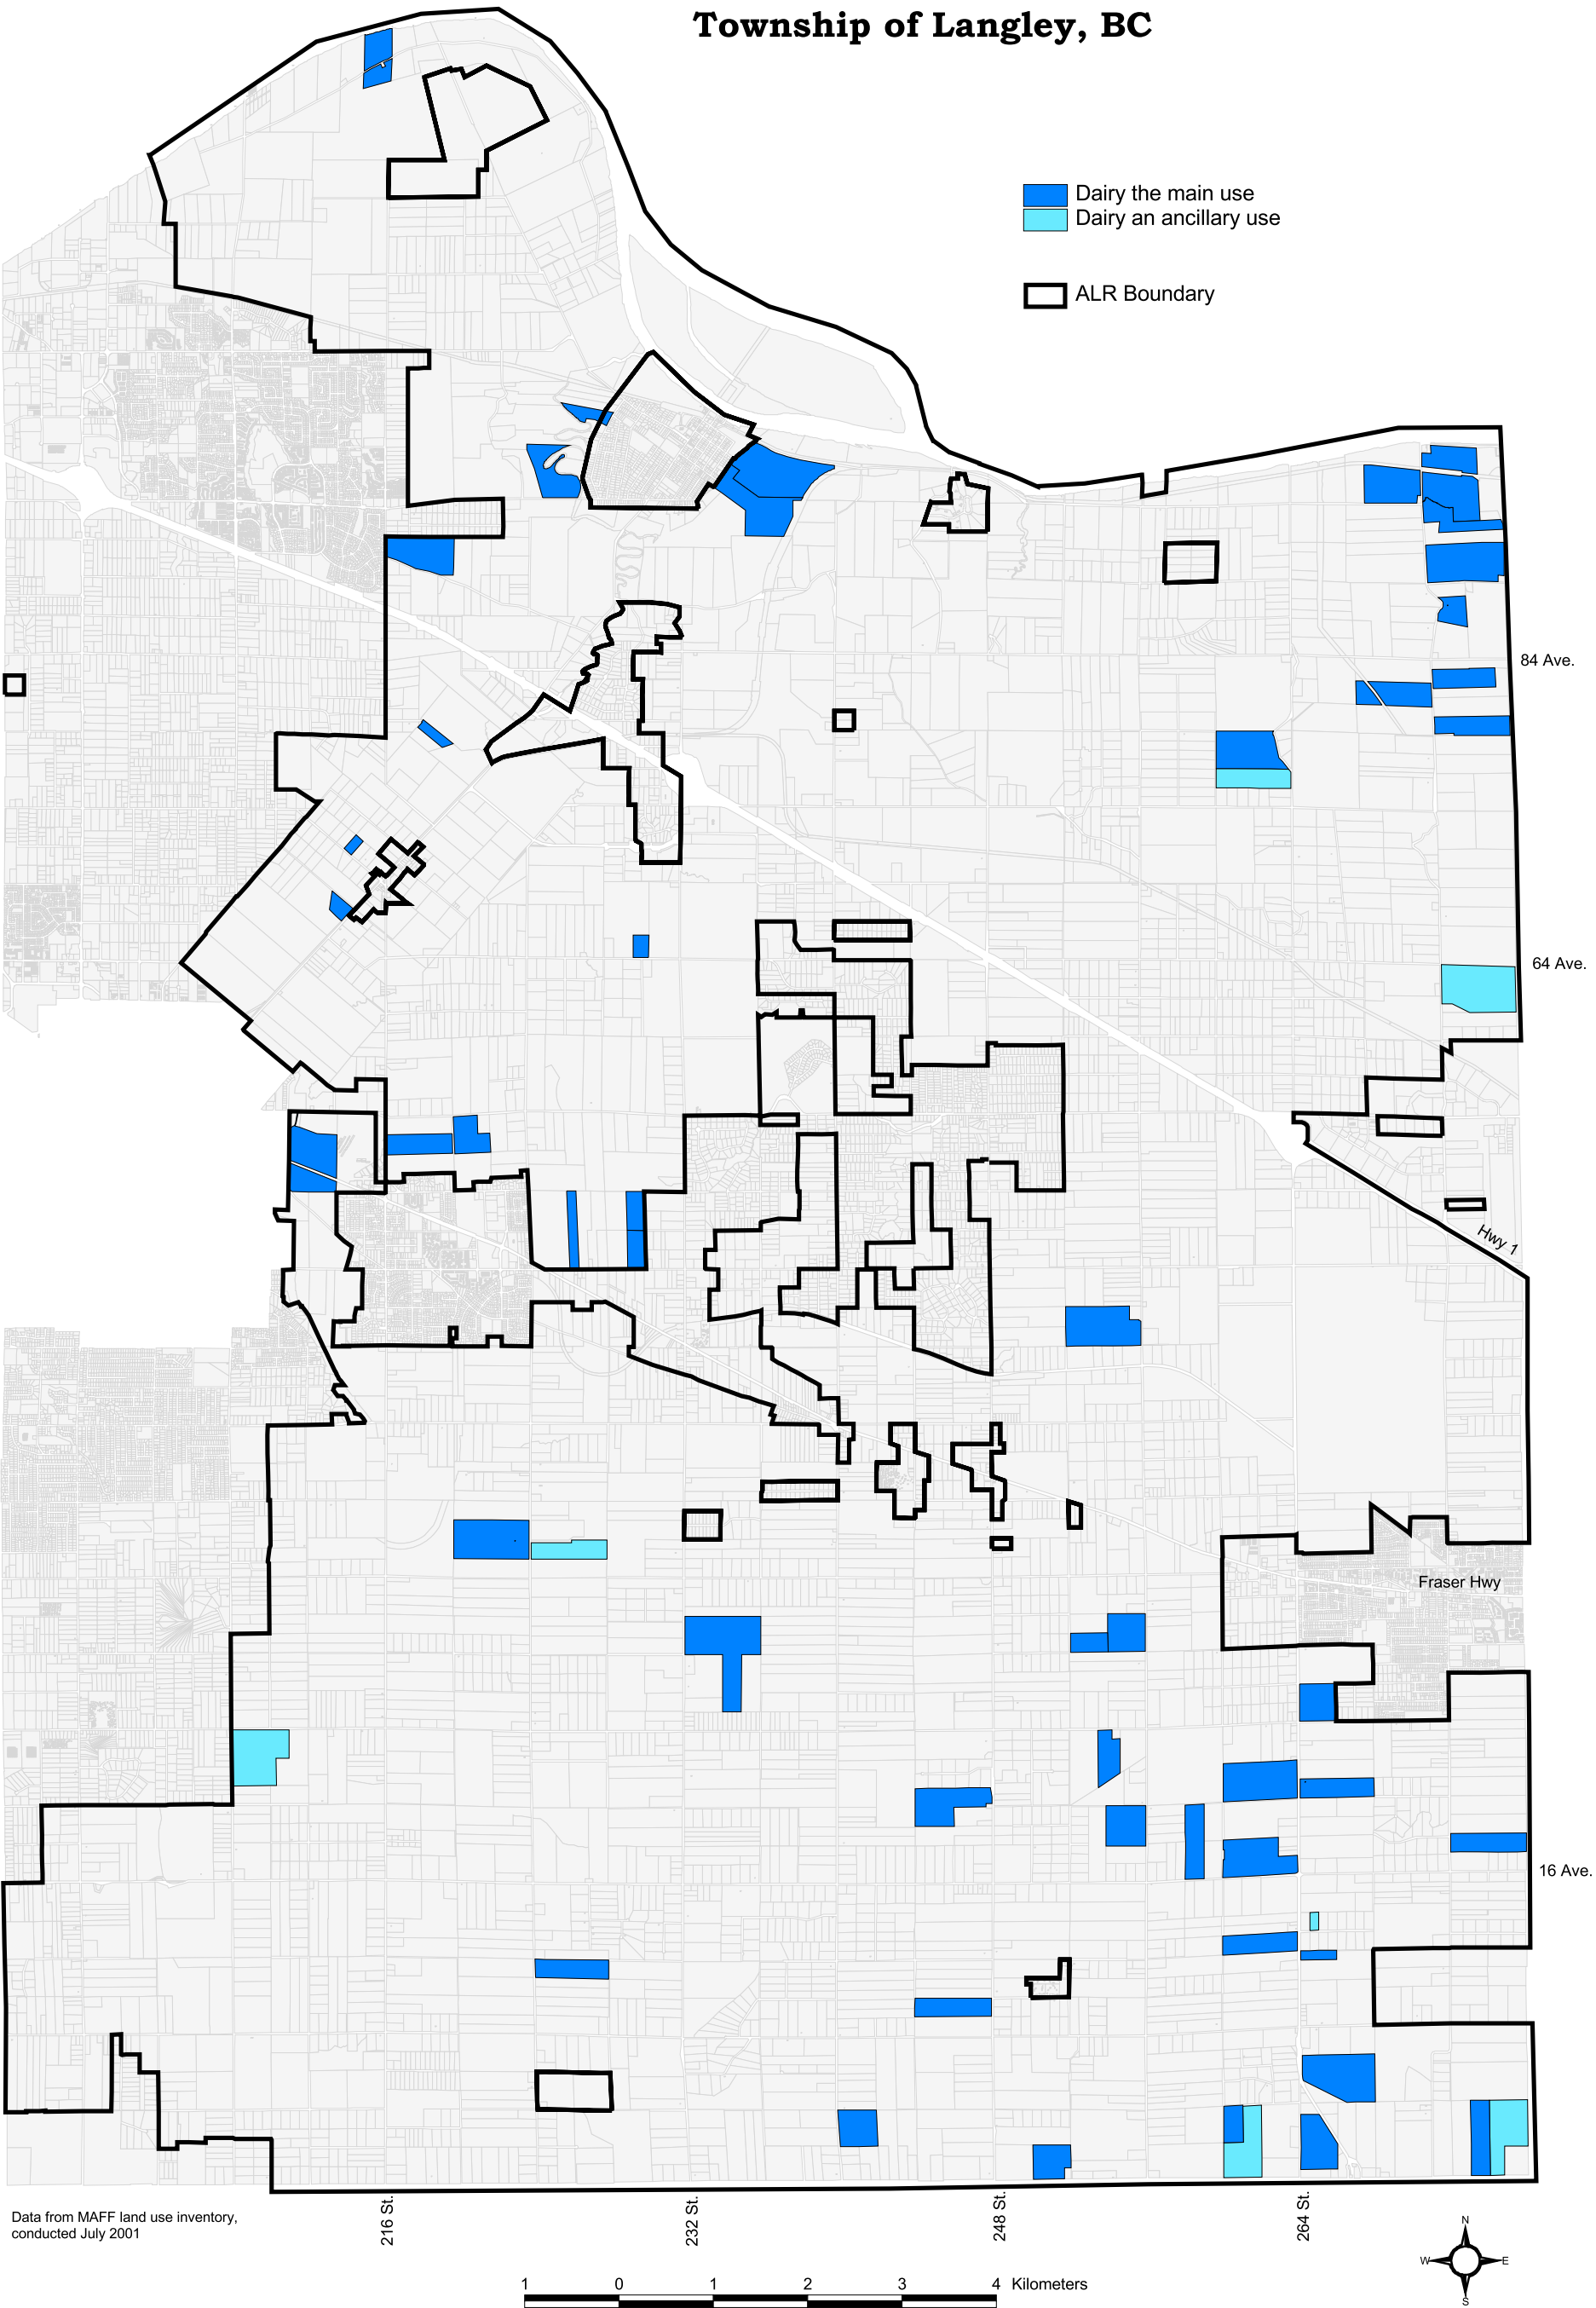 Township of Langley, BC
Dairy the main use
Dairy an ancillary use
ALR Boundary
84 Ave.
64 Ave.
Hwy 1
Fraser Hwy
16 Ave.
216 St.
232 St.
248 St.
264 St.
Data from MAFF land use inventory,
conducted July 2001
N
W E
S
1 0 1 2 3 4 Kilometers